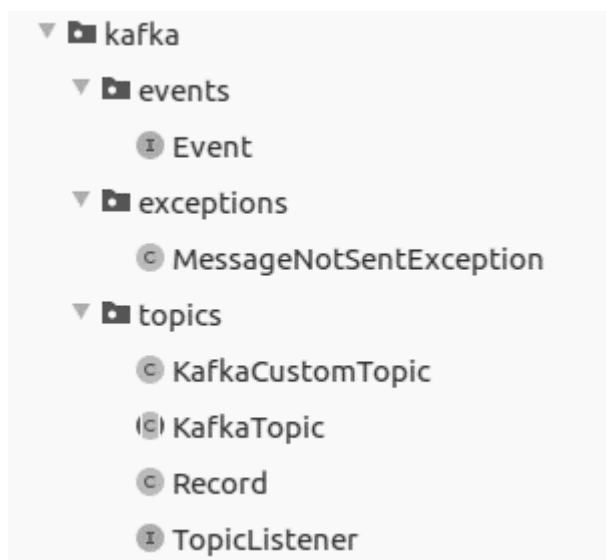 kafka
events
I Event
exceptions
C MessageNotSentException
topics
C KafkaCustomTopic
C KafkaTopic
C Record
I TopicListener